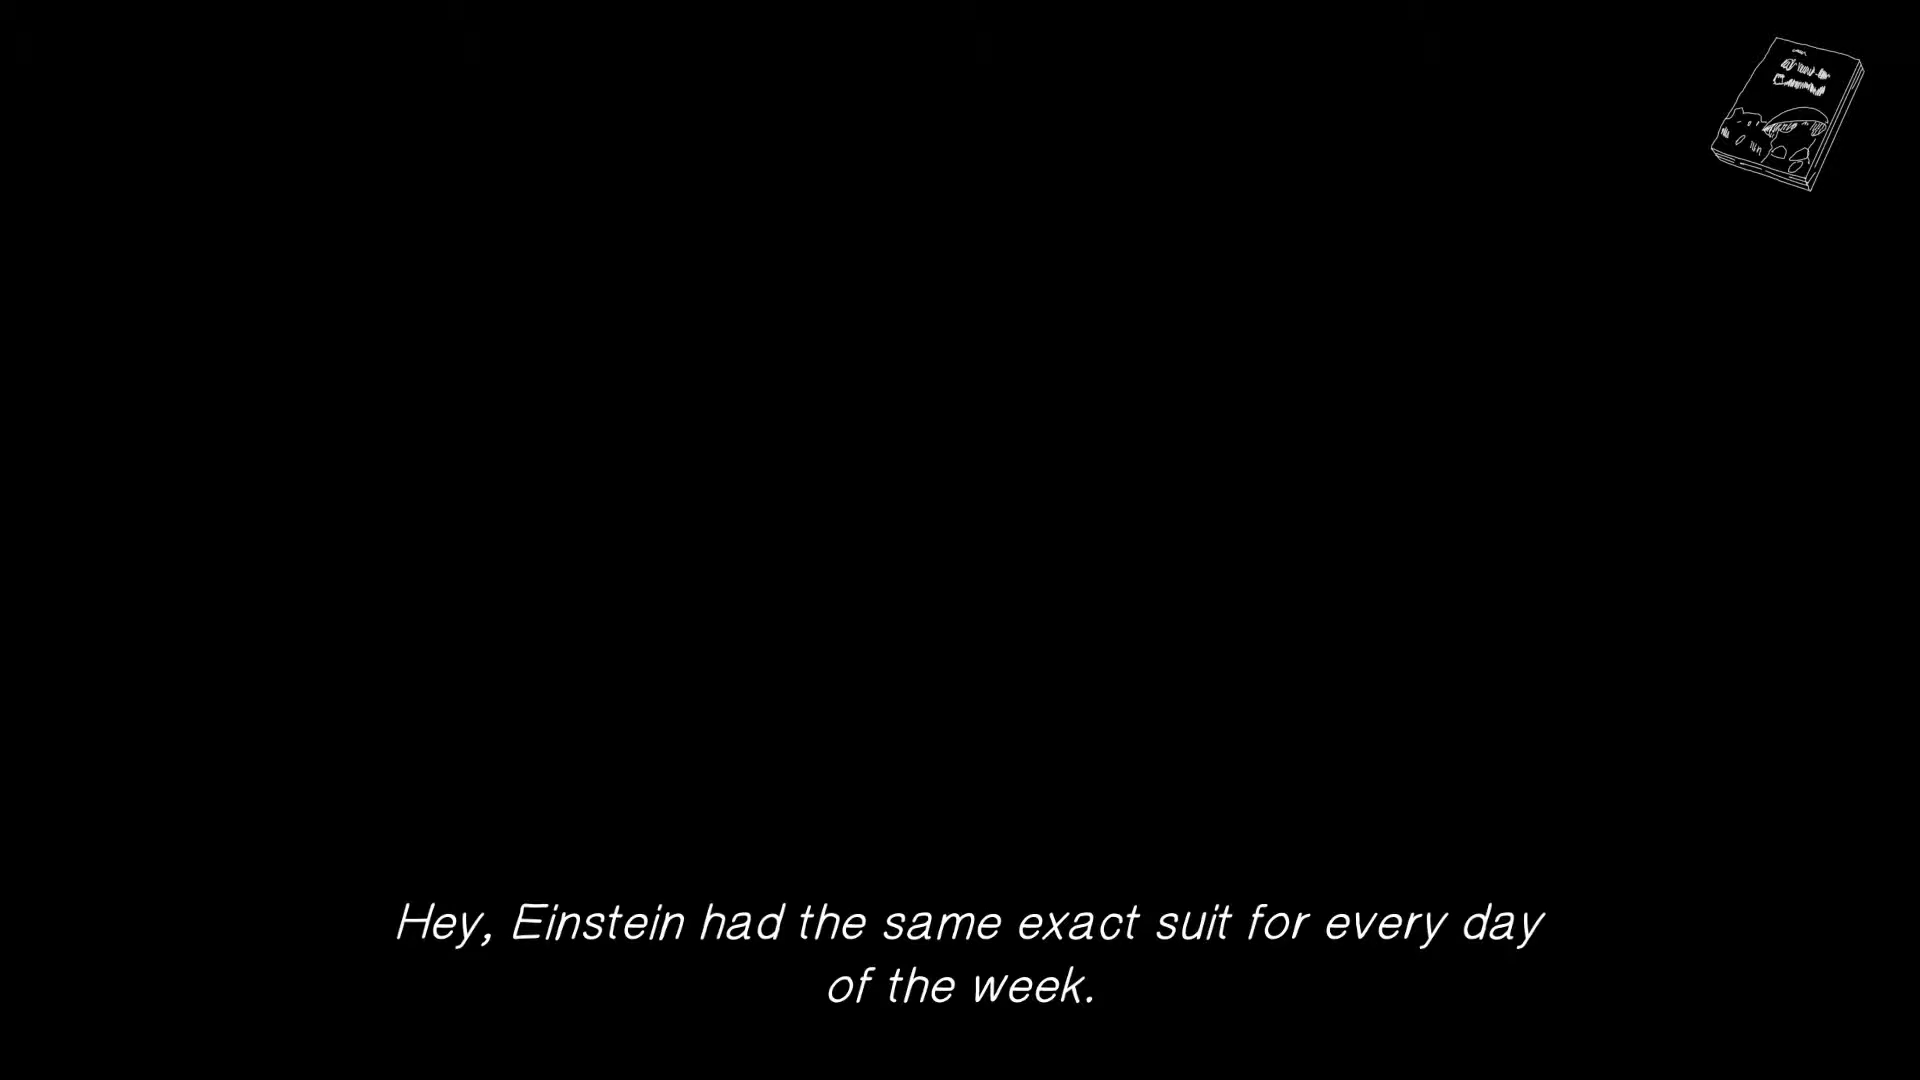 Hey, Einstein had the same exact suit for every day
of the week.